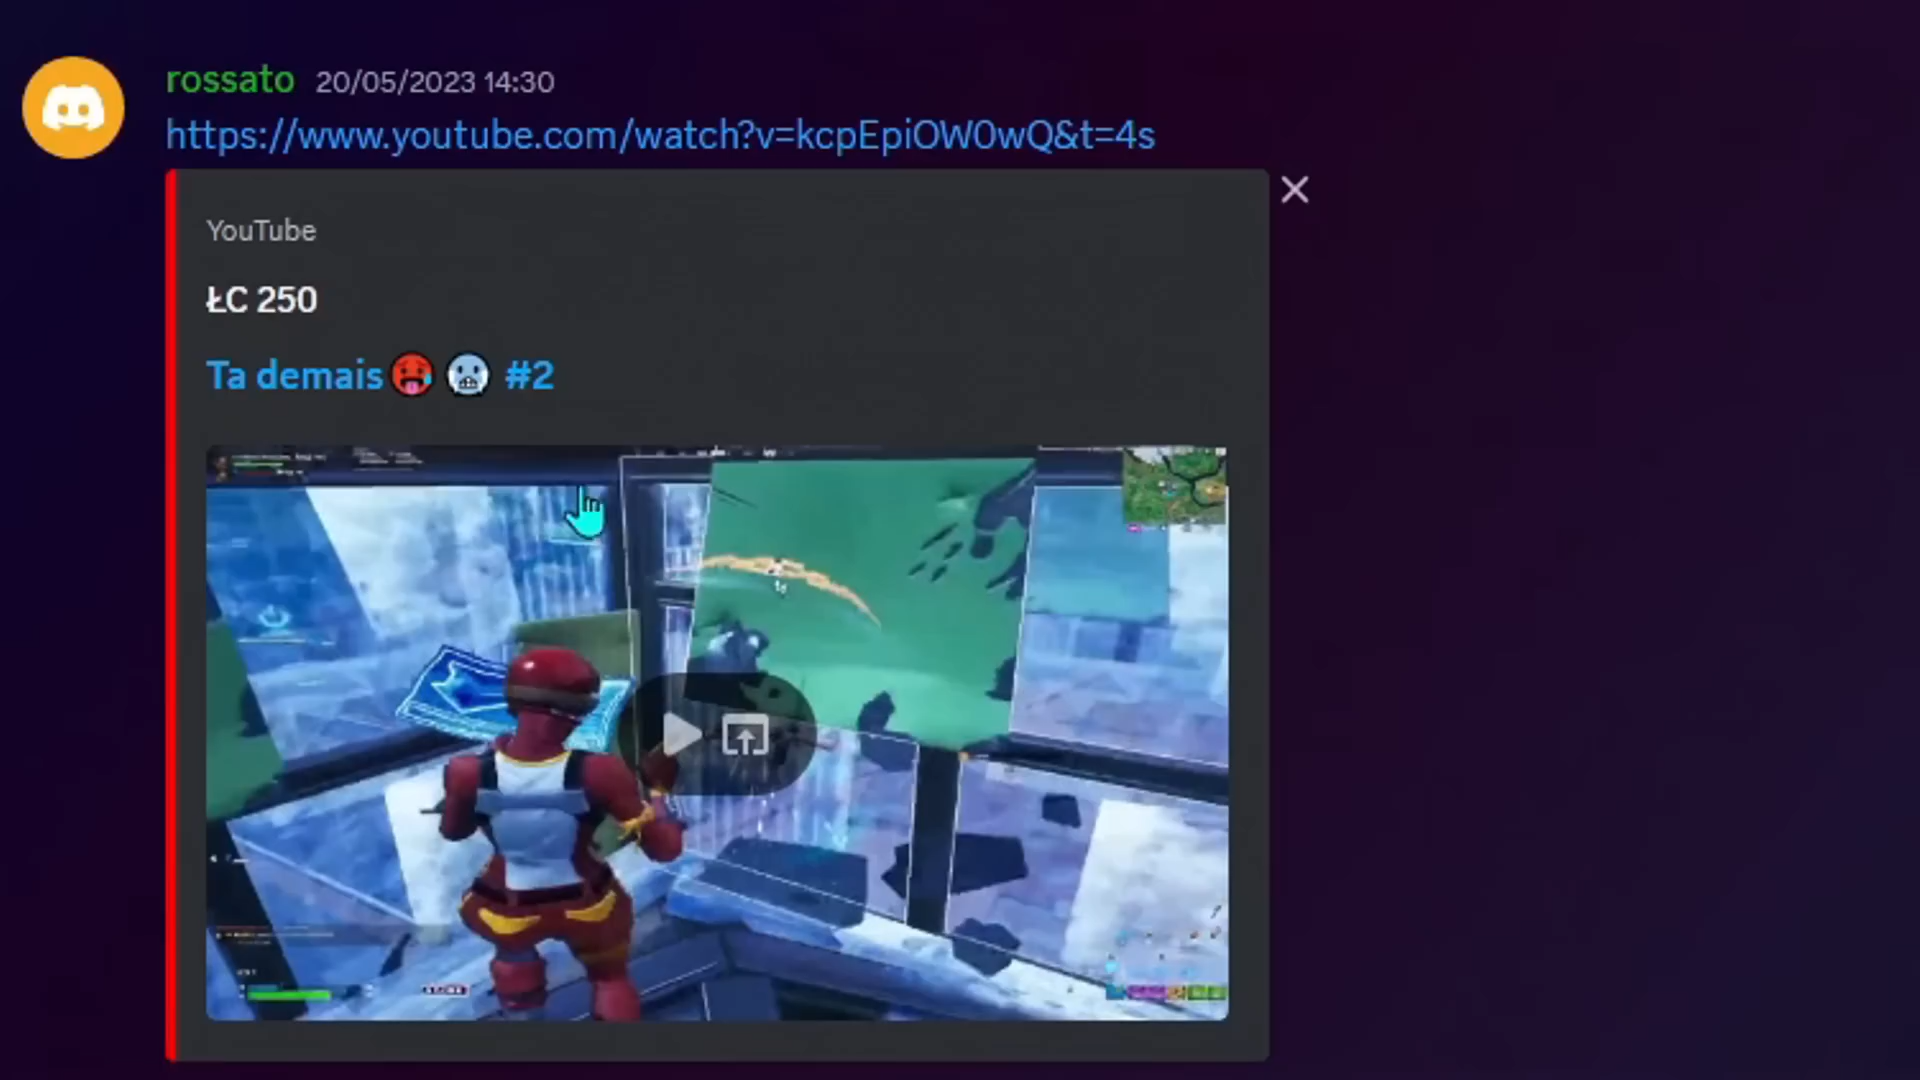 rossato 20/05/2023 14:30
https://www.youtube.com/watch?v=kcpEpiOW0wQ&t=4s
YouTube
ŁC 250
Ta demais🥵🥶 #2